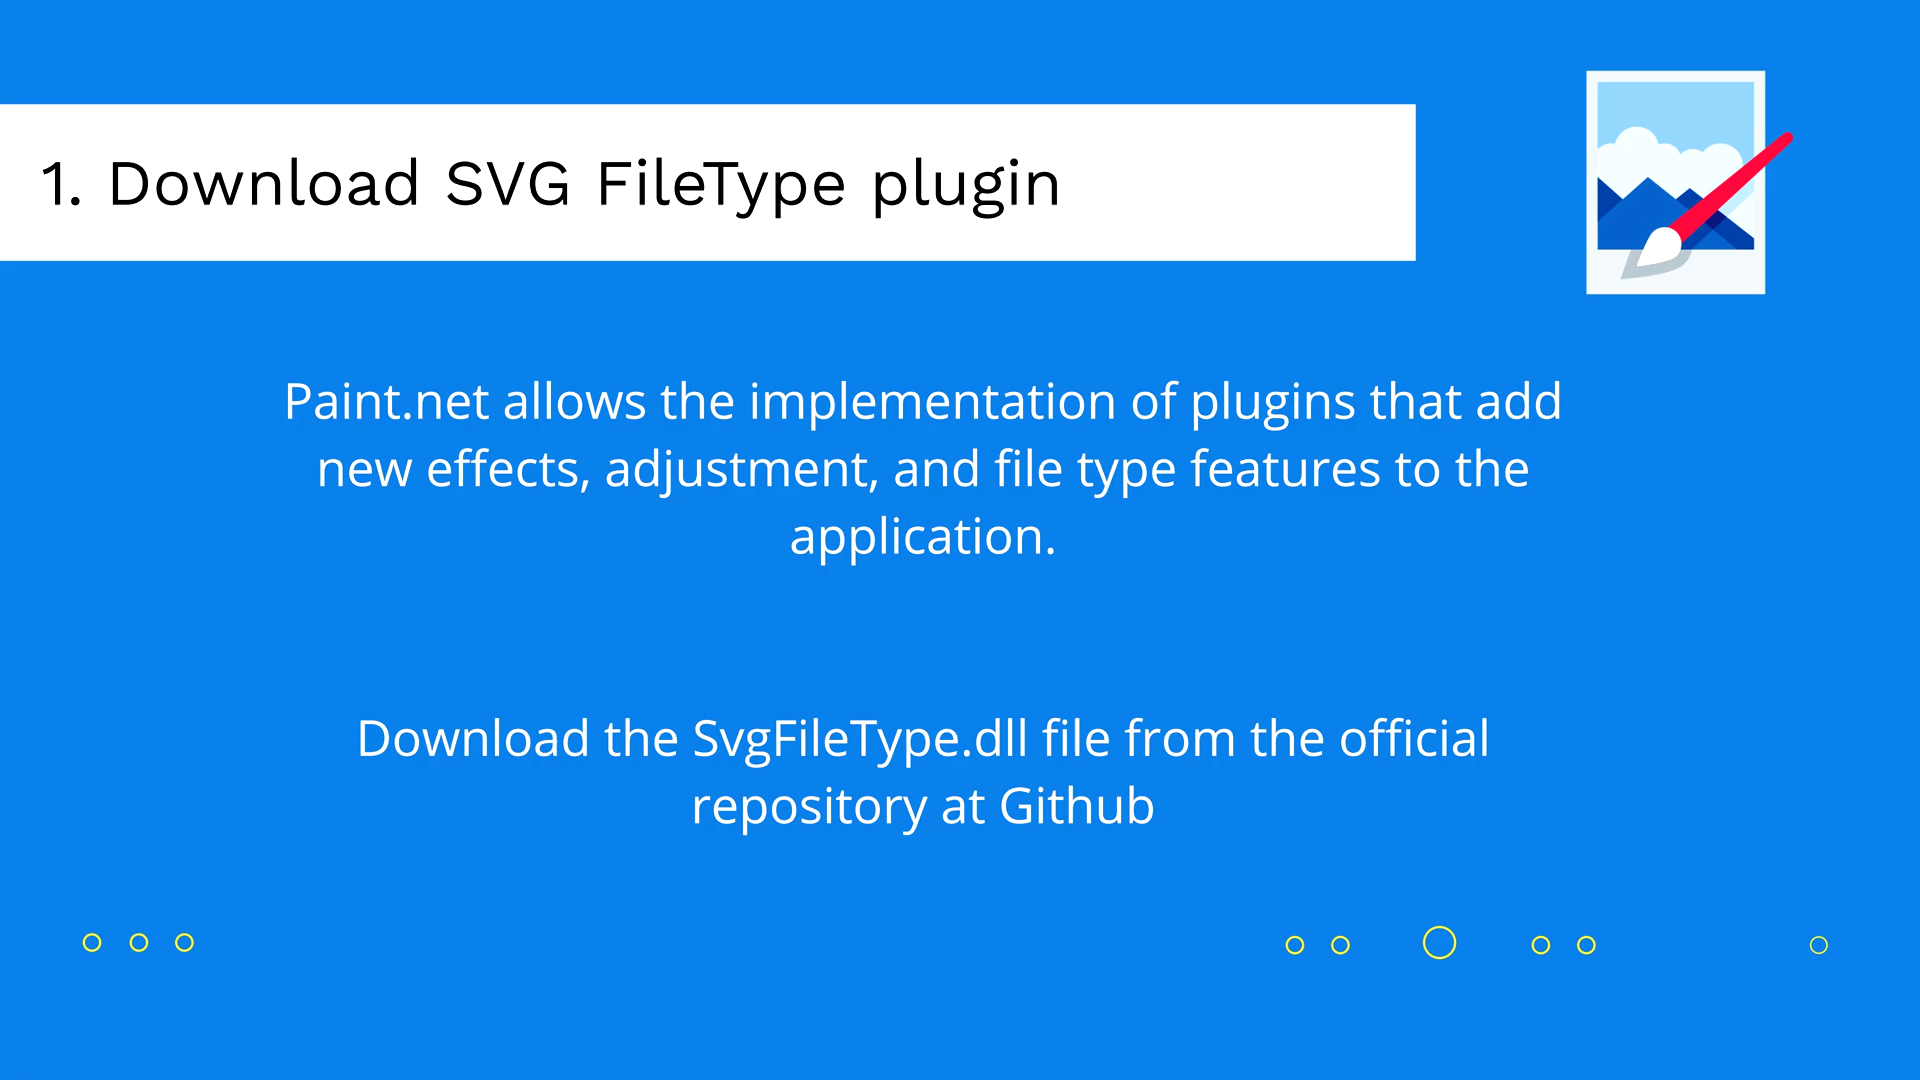 1. Download SVG FileType plugin
Paint.net allows the implementation of plugins that add
new effects, adjustment, and file type features to the
application.
Download the SvgFileType.dll file from the official
repository at Github